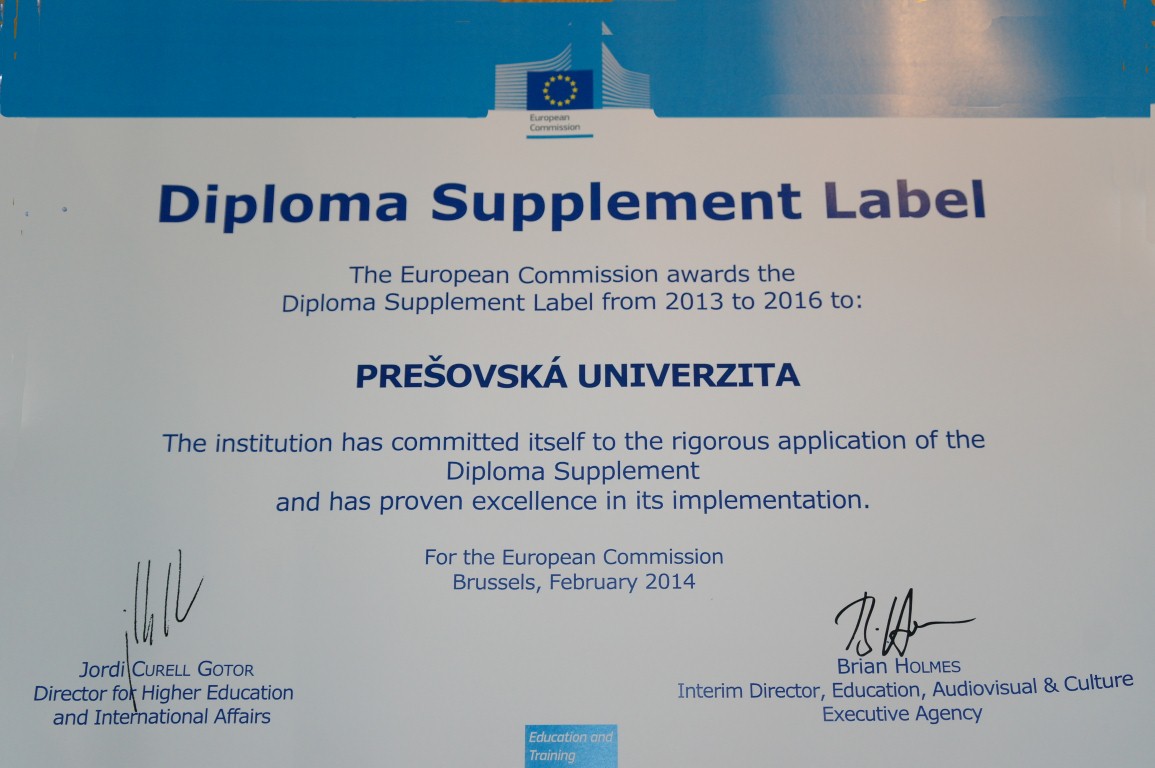 European
Commission
Diploma Supplement Label
The European Commission awards the
Diploma Supplement Label from 2013 to 2016 to:
PREŠOVSKÁ UNIVERZITA
The institution has committed itself to the rigorous application of the
Diploma Supplement
and has proven excellence in its implementation.
For the European Commission
Brussels, February 2014
Jordi CURELL GOTOR
Director for Higher Education
and International Affairs
Brian HOLMES
Interim Director, Education, Audiovisual & Culture
Executive Agency
Education and
Training